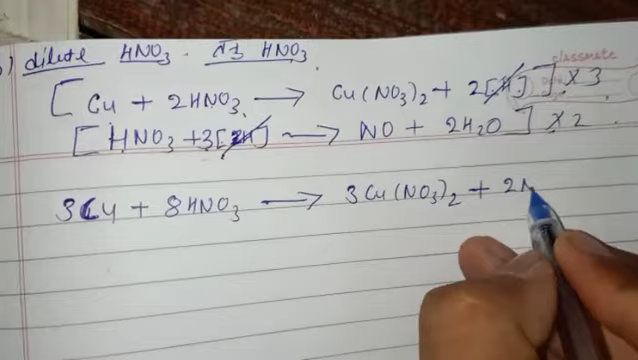 ) dilute HNO₃. HNO₃.
classmate
[ Cu + 2HNO₃ ⟶ Cu(NO₃)₂ + 2[H] ] × 3
[ HNO₃ + 3[H] ⟶ NO + 2H₂O ] × 2
3Cu + 8HNO₃ ⟶ 3Cu(NO₃)₂ + 2N